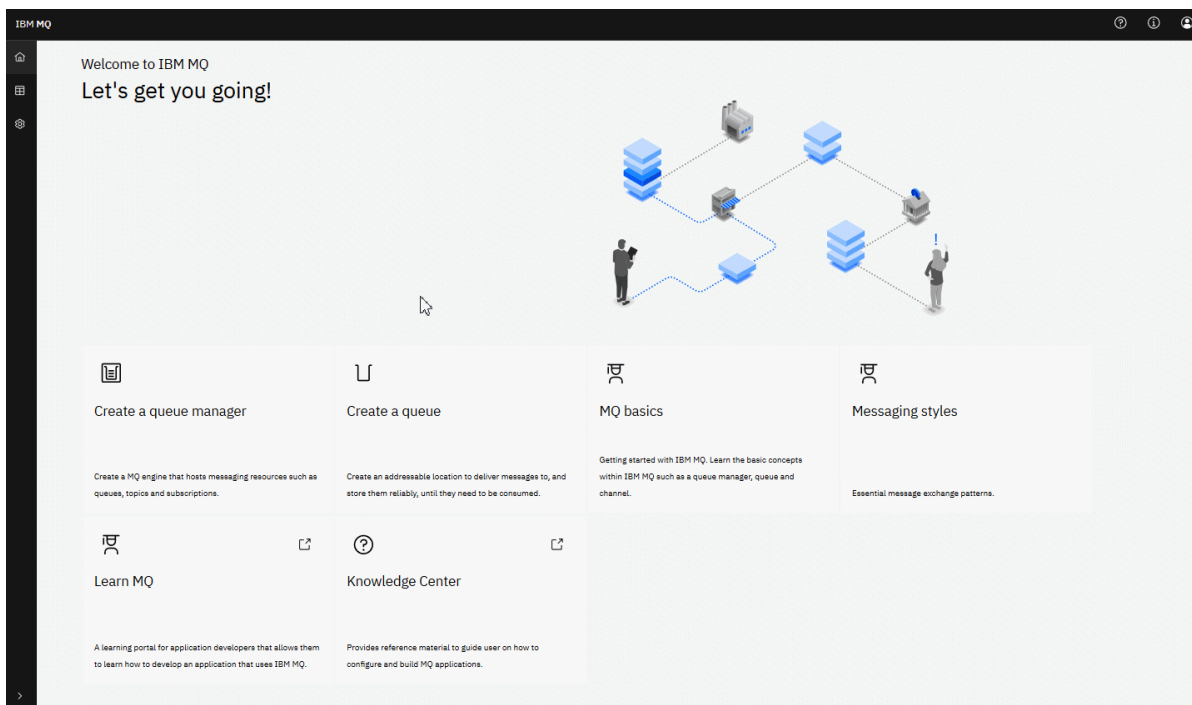 IBM MQ
Welcome to IBM MQ
Let's get you going!
!
Create a queue manager
Create a MQ engine that hosts messaging resources such as
queues, topics and subscriptions.
Create a queue
Create an addressable location to deliver messages to, and
store them reliably, until they need to be consumed.
MQ basics
Getting started with IBM MQ. Learn the basic concepts
within IBM MQ such as a queue manager, queue and
channel.
Messaging styles
Essential message exchange patterns.
Learn MQ
A learning portal for application developers that allows them
to learn how to develop an application that uses IBM MQ.
Knowledge Center
Provides reference material to guide user on how to
configure and build MQ applications.